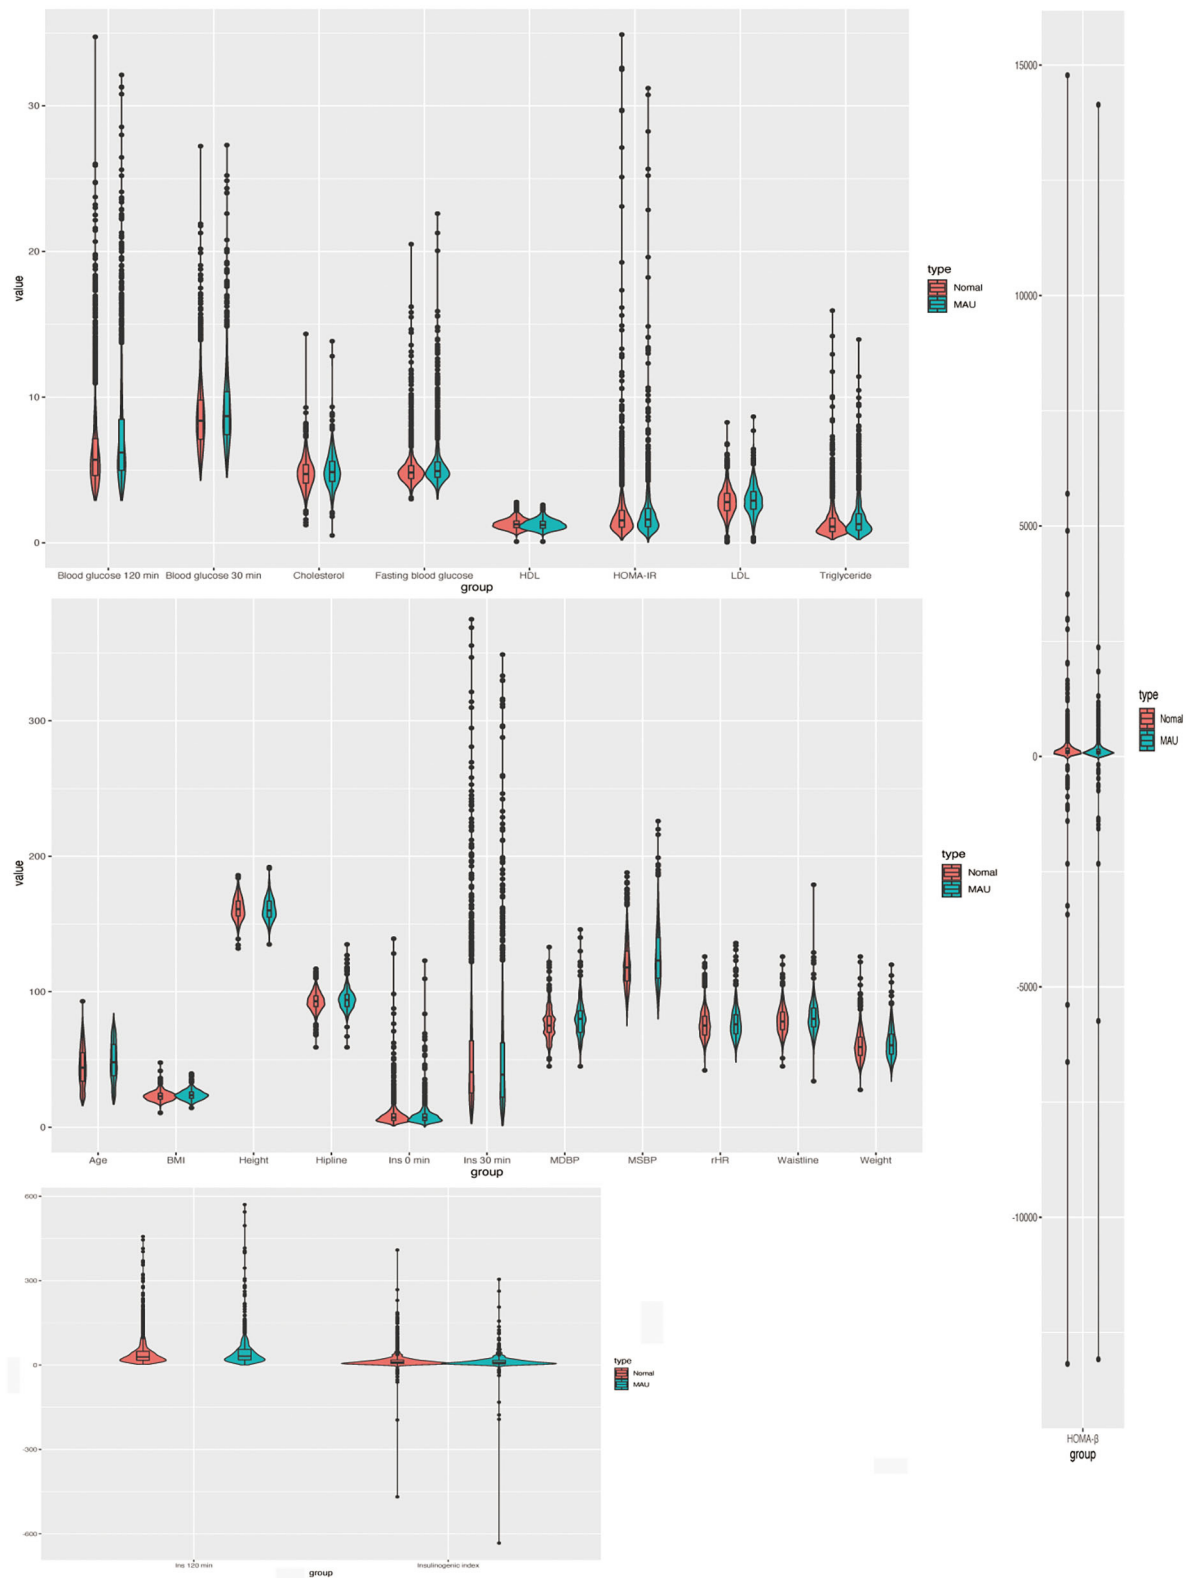 30
20
10
0
value
Blood glucose 120 min
Blood glucose 30 min
Cholesterol
Fasting blood glucose
HDL
HOMA-IR
LDL
Triglyceride
group
type
Nomal
MAU
300
200
100
0
value
Age
BMI
Height
Hipline
Ins 0 min
Ins 30 min
MDBP
MSBP
rHR
Waistline
Weight
group
type
Nomal
MAU
600
300
0
-300
-600
Ins 120 min
Insulinogenic index
group
type
Nomal
MAU
15000
10000
5000
0
-5000
-10000
HOMA-β
group
type
Nomal
MAU